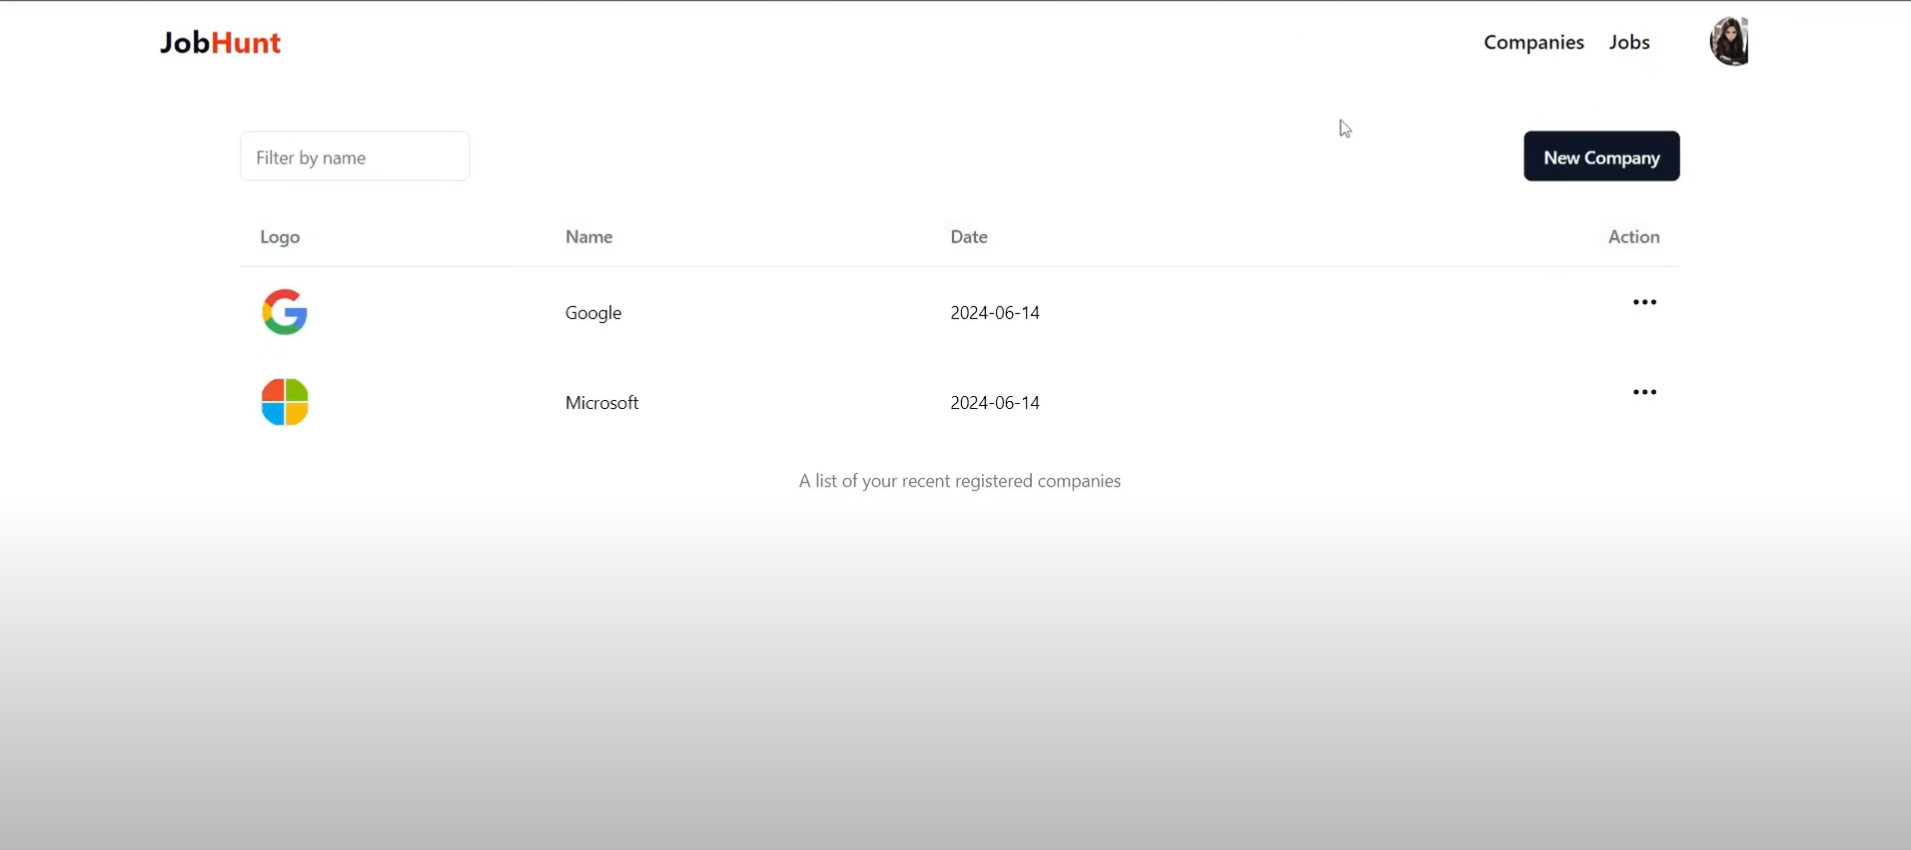 JobHunt
Companies Jobs
Filter by name
New Company
Logo Name Date Action
Google 2024-06-14
Microsoft 2024-06-14
A list of your recent registered companies